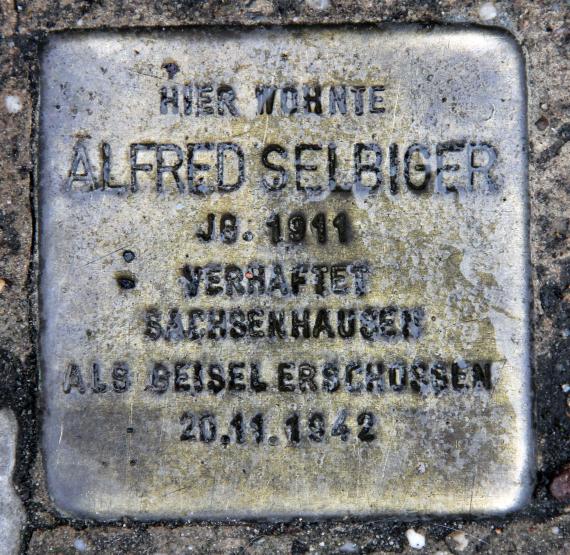 HIER WOHNTE
ALFRED SELBIGER
JG. 1911
VERHAFTET
SACHSENHAUSEN
ALS GEISEL ERSCHOSSEN
20.11.1942